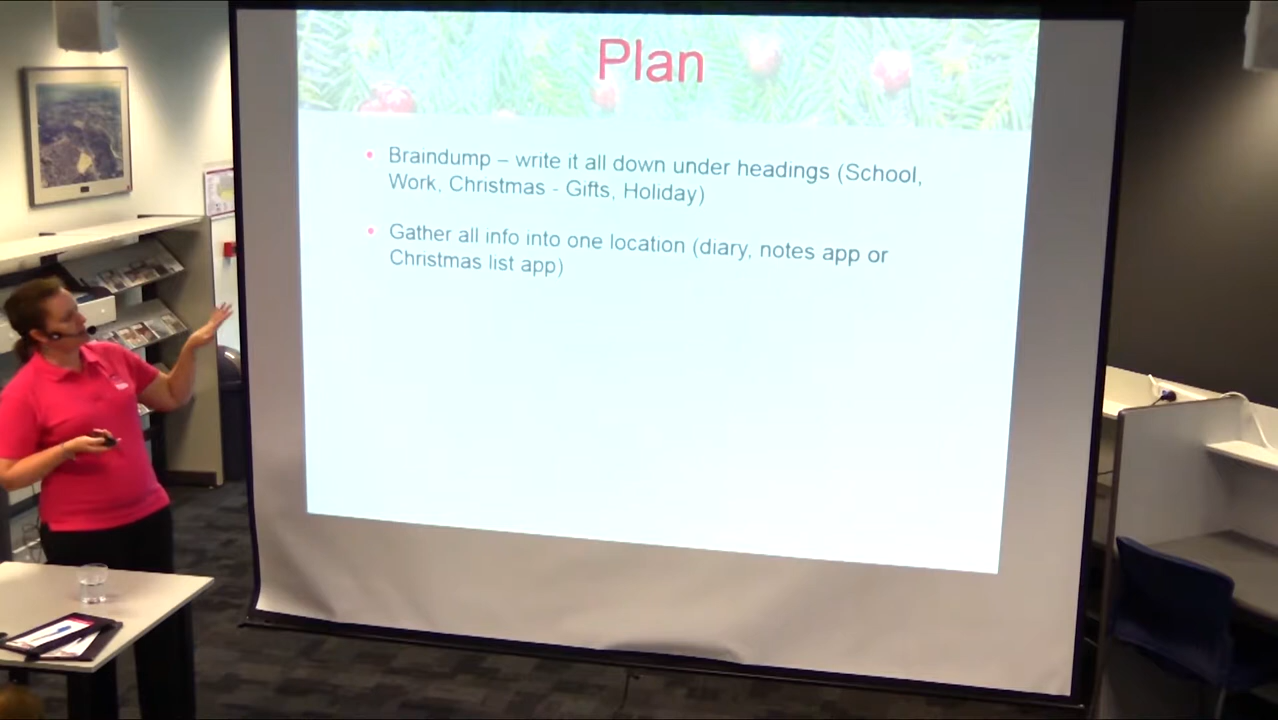 Plan
• Braindump – write it all down under headings (School,
Work, Christmas - Gifts, Holiday)
• Gather all info into one location (diary, notes app or
Christmas list app)